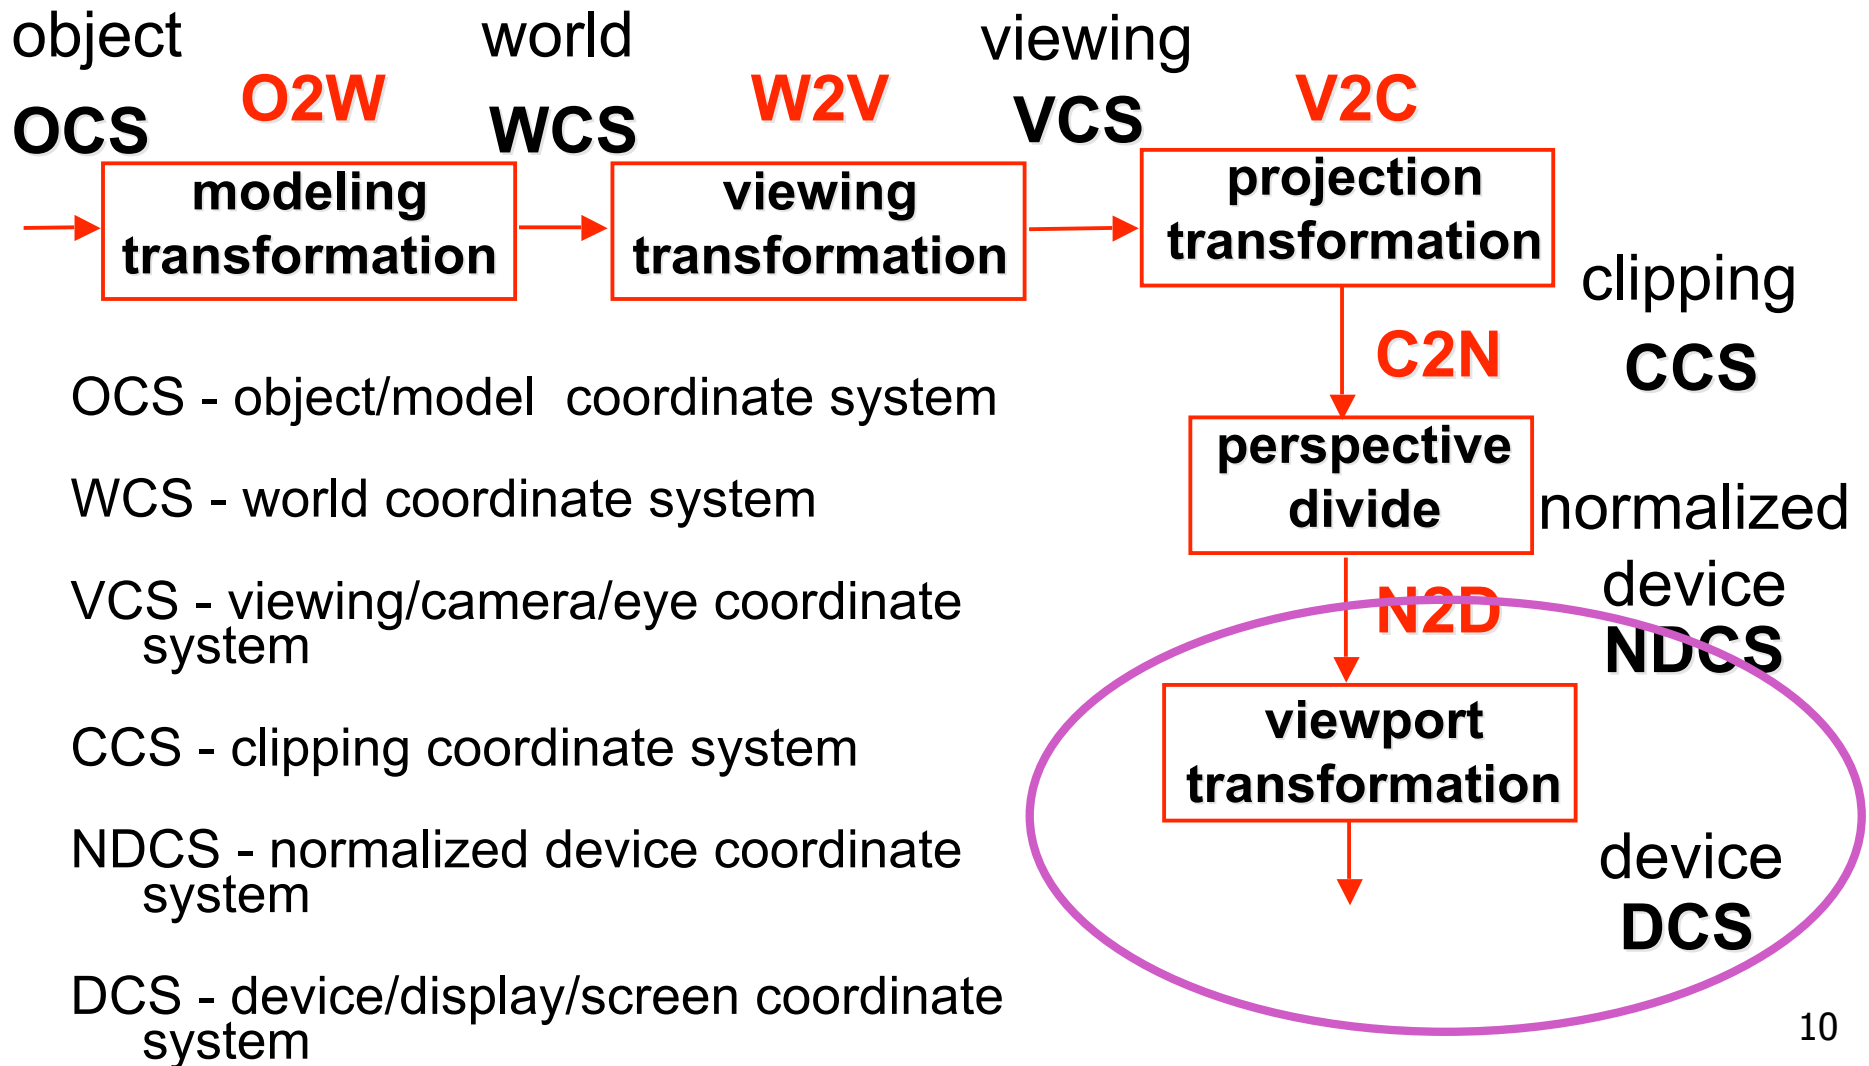 object
world
viewing
O2W
W2V
V2C
OCS
WCS
VCS
modeling
transformation
viewing
transformation
projection
transformation
clipping
CCS
C2N
perspective
divide
normalized
device
NDCS
N2D
viewport
transformation
device
DCS
OCS - object/model coordinate system
WCS - world coordinate system
VCS - viewing/camera/eye coordinate
system
CCS - clipping coordinate system
NDCS - normalized device coordinate
system
DCS - device/display/screen coordinate
system
10